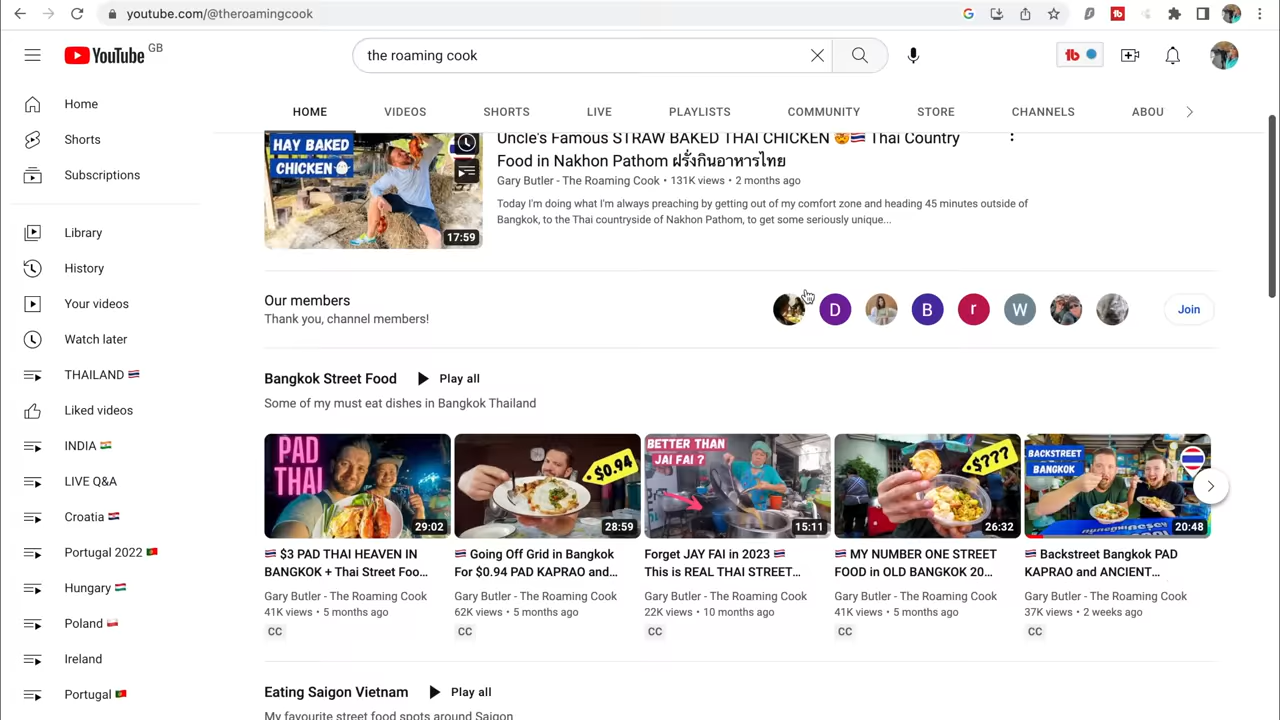 youtube.com/@theroamingcook
YouTube GB
the roaming cook
HOME VIDEOS SHORTS LIVE PLAYLISTS COMMUNITY STORE CHANNELS ABOU
Home
Shorts
Subscriptions
Library
History
Your videos
Watch later
THAILAND 🇹🇭
Liked videos
INDIA 🇮🇳
LIVE Q&A
Croatia 🇭🇷
Portugal 2022 🇵🇹
Hungary 🇭🇺
Poland 🇵🇱
Ireland
Portugal 🇵🇹
HAY BAKED
CHICKEN
17:59
Uncle's Famous STRAW BAKED THAI CHICKEN 🤯🇹🇭 Thai Country
Food in Nakhon Pathom ฝรั่งกินอาหารไทย
Gary Butler - The Roaming Cook • 131K views • 2 months ago
Today I'm doing what I'm always preaching by getting out of my comfort zone and heading 45 minutes outside of
Bangkok, to the Thai countryside of Nakhon Pathom, to get some seriously unique...
Our members
Thank you, channel members!
D B r W
Join
Bangkok Street Food Play all
Some of my must eat dishes in Bangkok Thailand
PAD
THAI
29:02
🇹🇭 $3 PAD THAI HEAVEN IN
BANGKOK + Thai Street Foo...
Gary Butler - The Roaming Cook
41K views • 5 months ago
CC
$0.94
28:59
🇹🇭 Going Off Grid in Bangkok
For $0.94 PAD KAPRAO and...
Gary Butler - The Roaming Cook
62K views • 5 months ago
CC
BETTER THAN
JAI FAI ?
15:11
Forget JAY FAI in 2023 🇹🇭
This is REAL THAI STREET...
Gary Butler - The Roaming Cook
22K views • 10 months ago
CC
$???
26:32
🇹🇭 MY NUMBER ONE STREET
FOOD in OLD BANGKOK 20...
Gary Butler - The Roaming Cook
41K views • 5 months ago
CC
BACKSTREET
BANGKOK
20:48
🇹🇭 Backstreet Bangkok PAD
KAPRAO and ANCIENT...
Gary Butler - The Roaming Cook
37K views • 2 weeks ago
CC
Eating Saigon Vietnam Play all
My favourite street food spots around Saigon